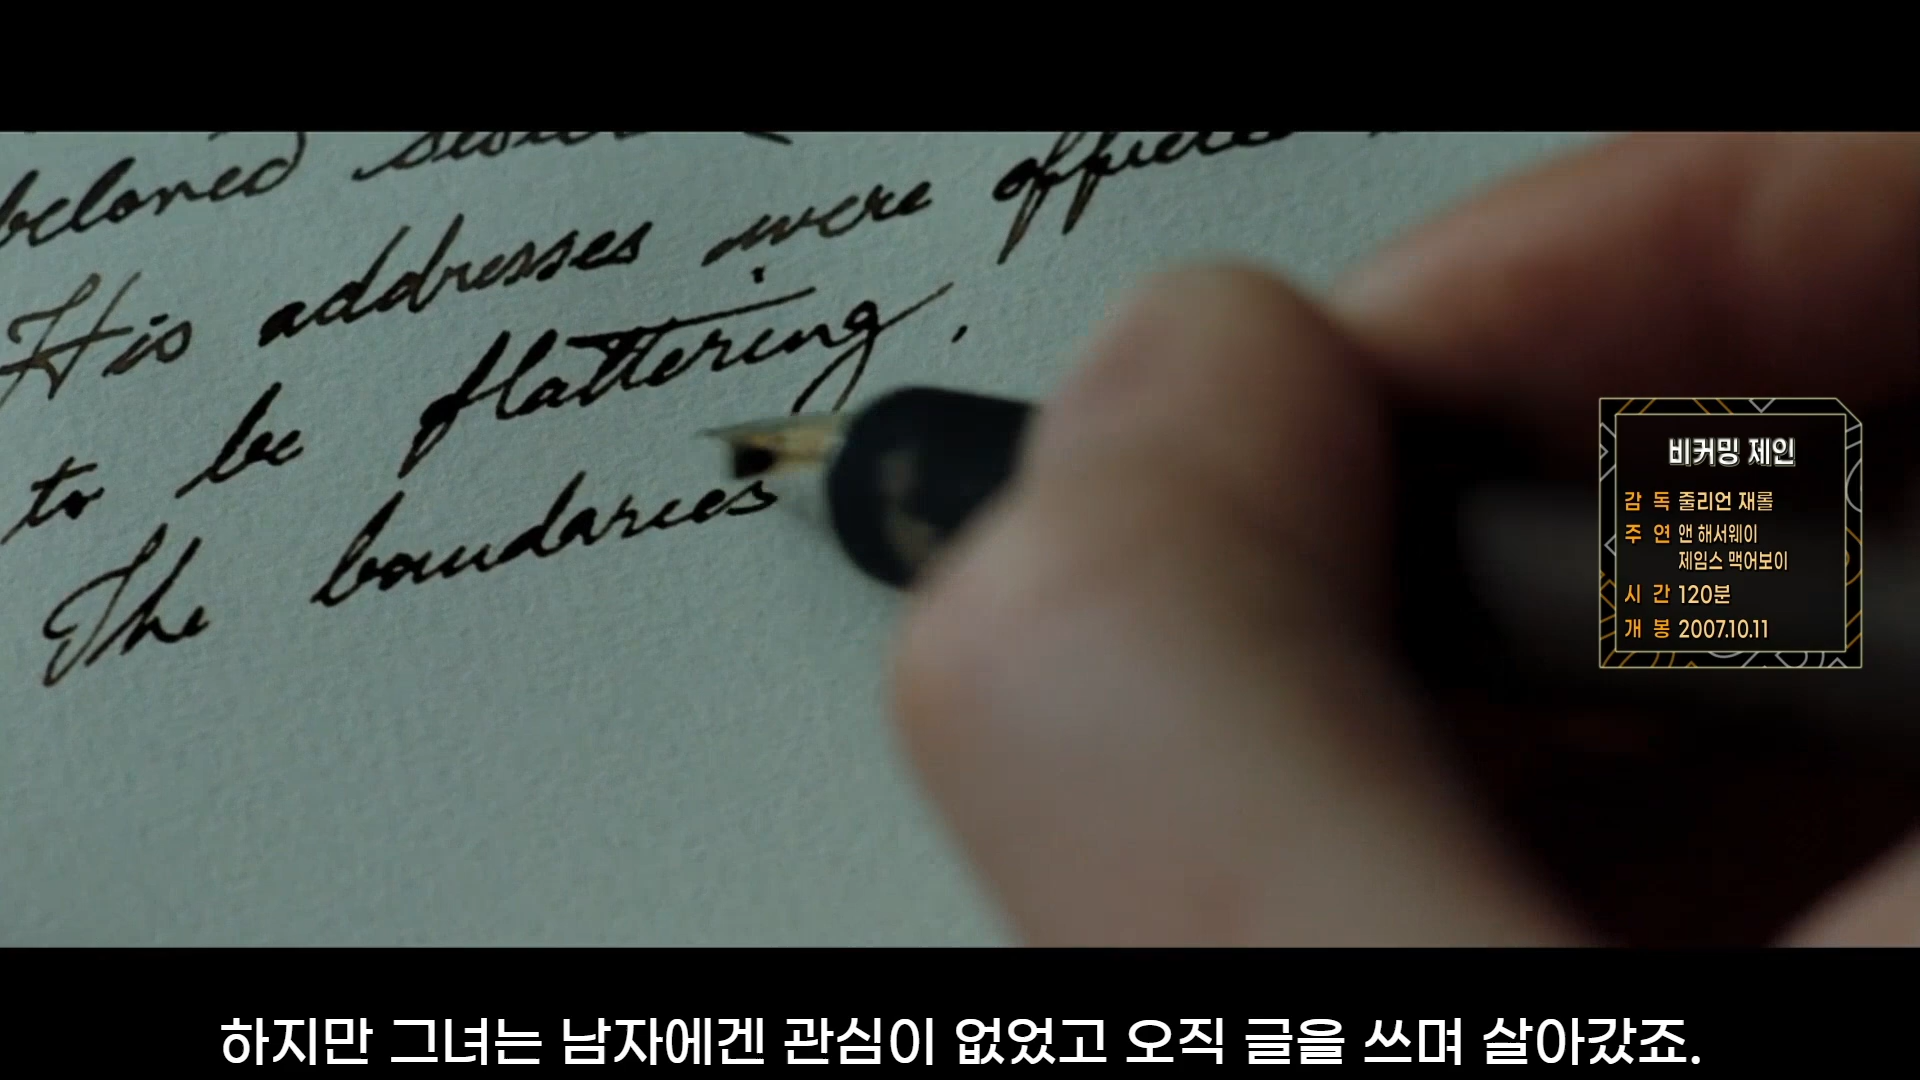 beloved
His addresses were
to be flattering,
The boundaries
비커밍 제인
감 독 줄리언 재롤
주 연 앤 해서웨이
제임스 맥어보이
시 간 120분
개 봉 2007.10.11
하지만 그녀는 남자에겐 관심이 없었고 오직 글을 쓰며 살아갔죠.